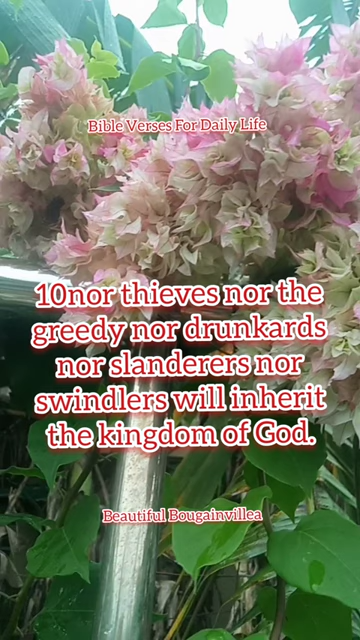 Bible Verses For Daily Life
10nor thieves nor the
greedy nor drunkards
nor slanderers nor
swindlers will inherit
the kingdom of God.
Beautiful Bougainvillea